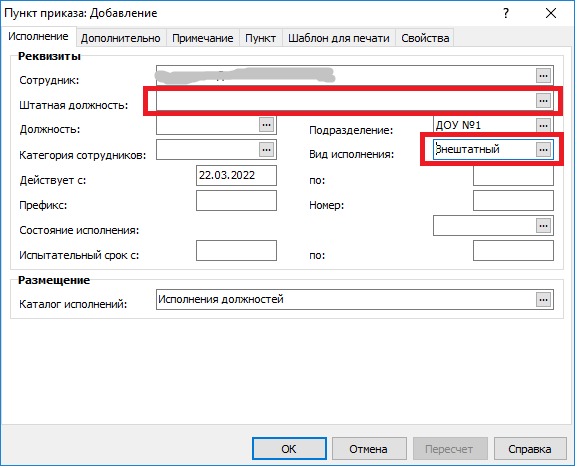 Пункт приказа: Добавление ?
Исполнение Дополнительно Примечание Пункт Шаблон для печати Свойства
Реквизиты
Сотрудник: ...
Штатная должность: ...
Должность: ... Подразделение: ДОУ №1 ...
Категория сотрудников: ... Вид исполнения: Внештатный ...
Действует с: 22.03.2022 по:
Префикс: Номер:
Состояние исполнения: ...
Испытательный срок с: по:
Размещение
Каталог исполнений: Исполнения должностей ...
ОК Отмена Пересчет Справка